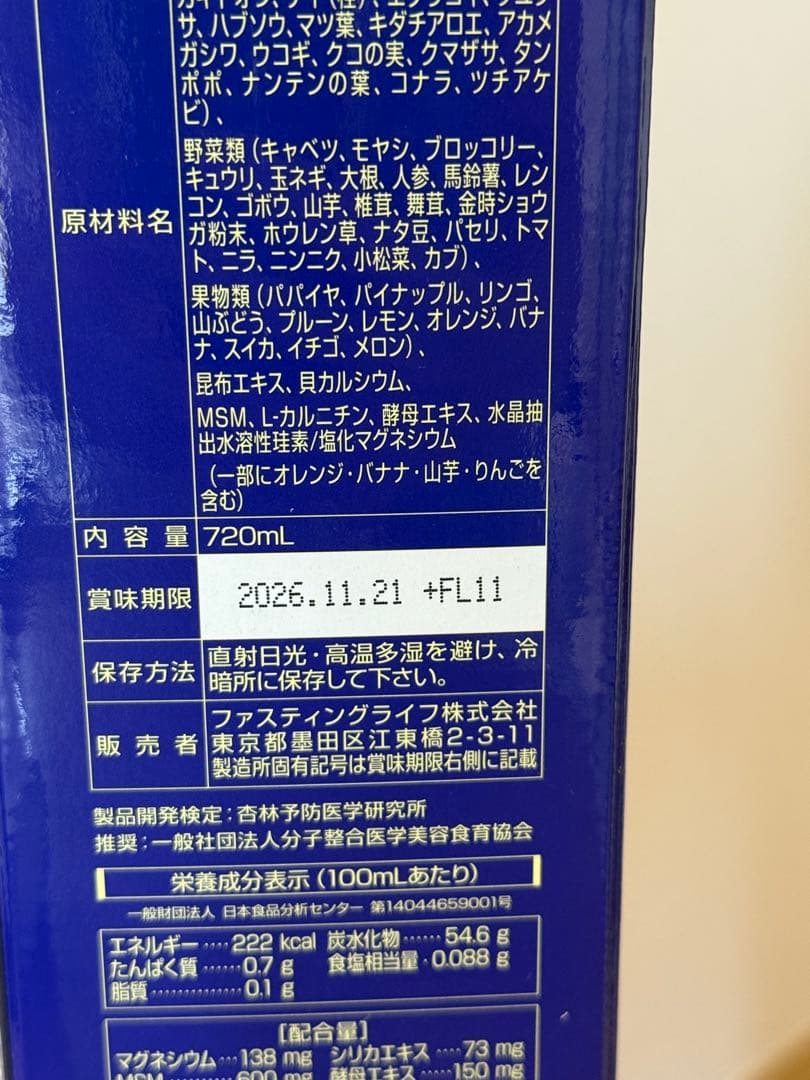 サ、ハブソウ、マツ葉、キダチアロエ、アカメ
ガシワ、ウコギ、クコの実、クマザサ、タン
ポポ、ナンテンの葉、コナラ、ツチアケ
ビ)、
原材料名
野菜類(キャベツ、モヤシ、ブロッコリー、
キュウリ、玉ネギ、大根、人参、馬鈴薯、レン
コン、ゴボウ、山芋、椎茸、舞茸、金時ショウ
ガ粉末、ホウレン草、ナタ豆、パセリ、トマ
ト、ニラ、ニンニク、小松菜、カブ)、
果物類(パパイヤ、パイナップル、リンゴ、
山ぶどう、プルーン、レモン、オレンジ、バナ
ナ、スイカ、イチゴ、メロン)、
昆布エキス、貝カルシウム、
MSM、L-カルニチン、酵母エキス、水晶抽
出水溶性珪素/塩化マグネシウム
(一部にオレンジ・バナナ・山芋・りんごを
含む)
内容量 720mL
賞味期限 2026.11.21 +FL11
保存方法 直射日光・高温多湿を避け、冷
暗所に保存して下さい。
販売者 ファスティングライフ株式会社
東京都墨田区江東橋2-3-11
製造所固有記号は賞味期限右側に記載
製品開発検定:杏林予防医学研究所
推奨:一般社団法人分子整合医学美容食育協会
栄養成分表示(100mLあたり)
一般財団法人 日本食品分析センター 第14044659001号
エネルギー‥‥222 kcal 炭水化物‥‥‥54.6 g
たんぱく質‥‥‥0.7 g 食塩相当量‥0.088 g
脂質‥‥‥‥‥‥0.1 g
[配合量]
マグネシウム‥‥138 mg シリカエキス‥‥‥73 mg
MSM‥‥‥‥‥600 mg 酵母エキス‥‥‥150 mg